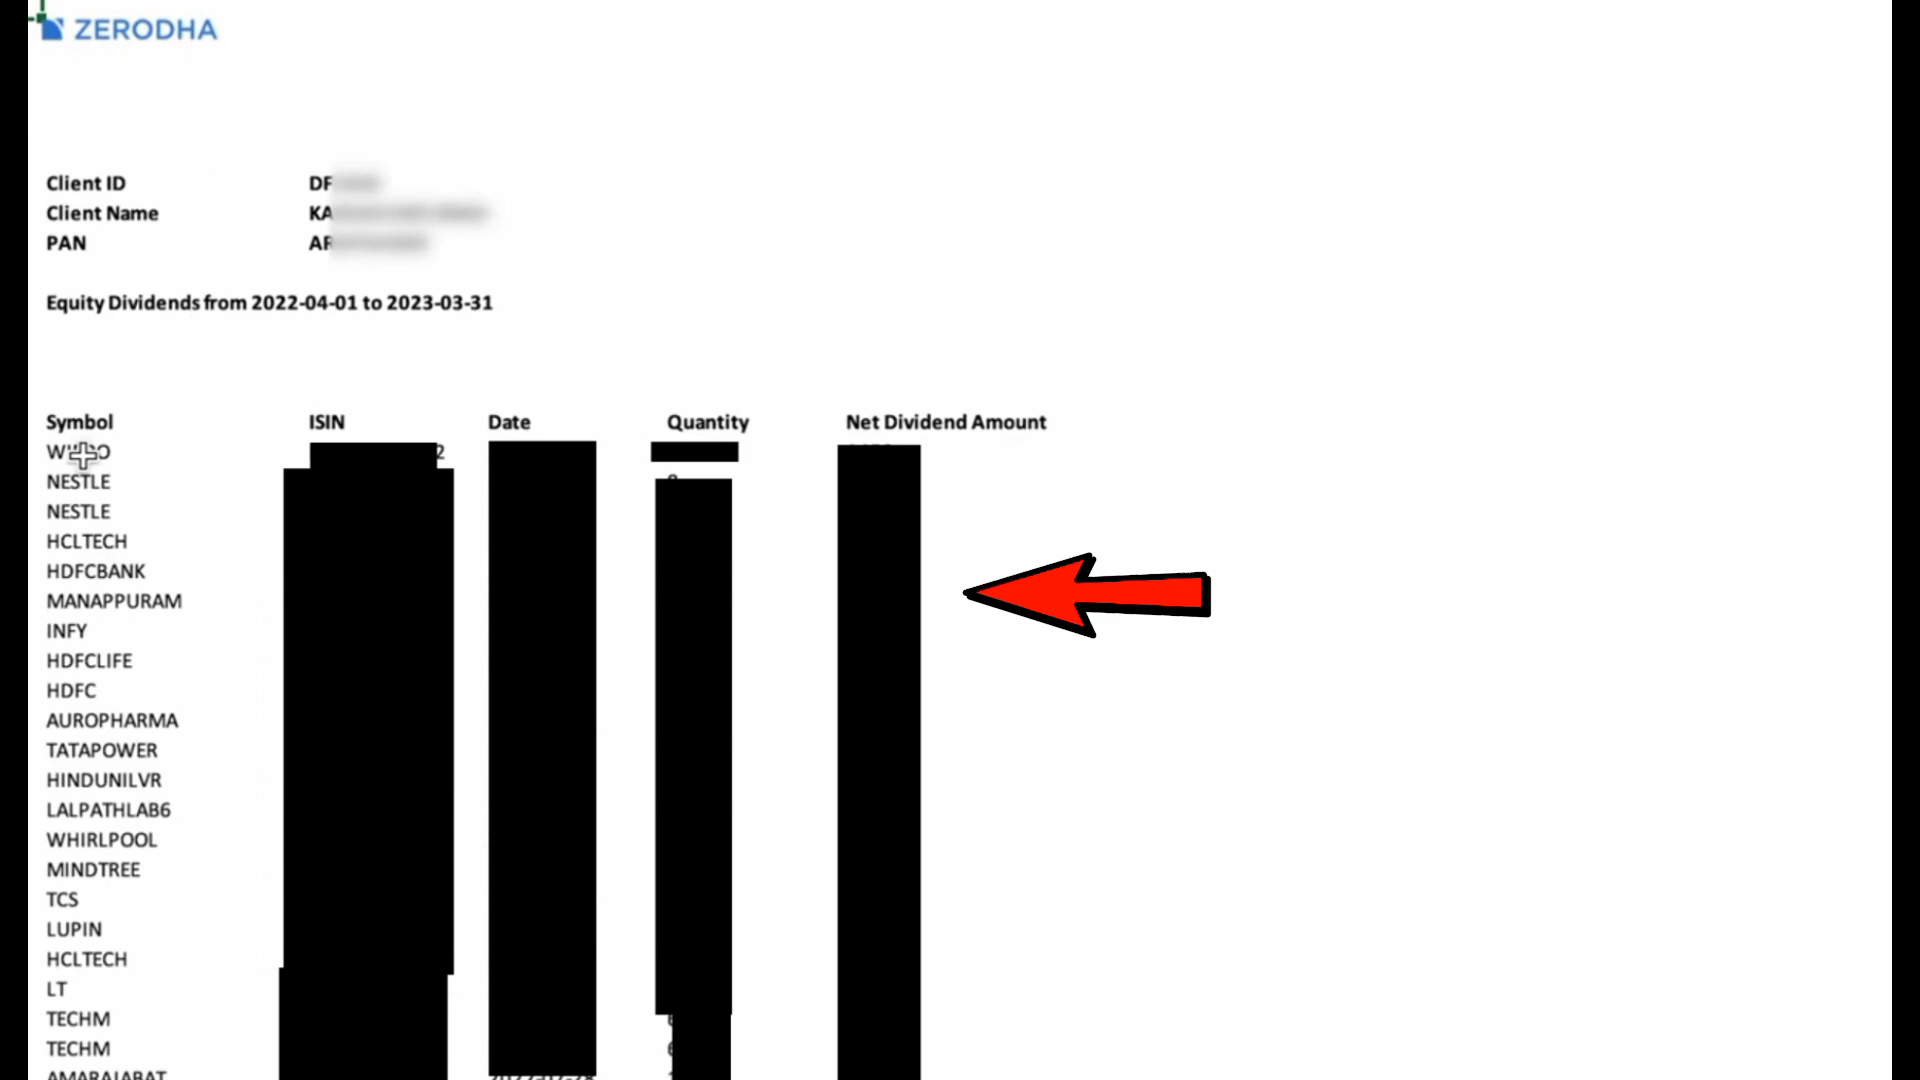 ZERODHA
Client ID DF
Client Name KA
PAN AF
Equity Dividends from 2022-04-01 to 2023-03-31
Symbol ISIN Date Quantity Net Dividend Amount
NESTLE
NESTLE
HCLTECH
HDFCBANK
MANAPPURAM
INFY
HDFCLIFE
HDFC
AUROPHARMA
TATAPOWER
HINDUNILVR
LALPATHLAB6
WHIRLPOOL
MINDTREE
TCS
LUPIN
HCLTECH
LT
TECHM
TECHM
AMARAJABAT